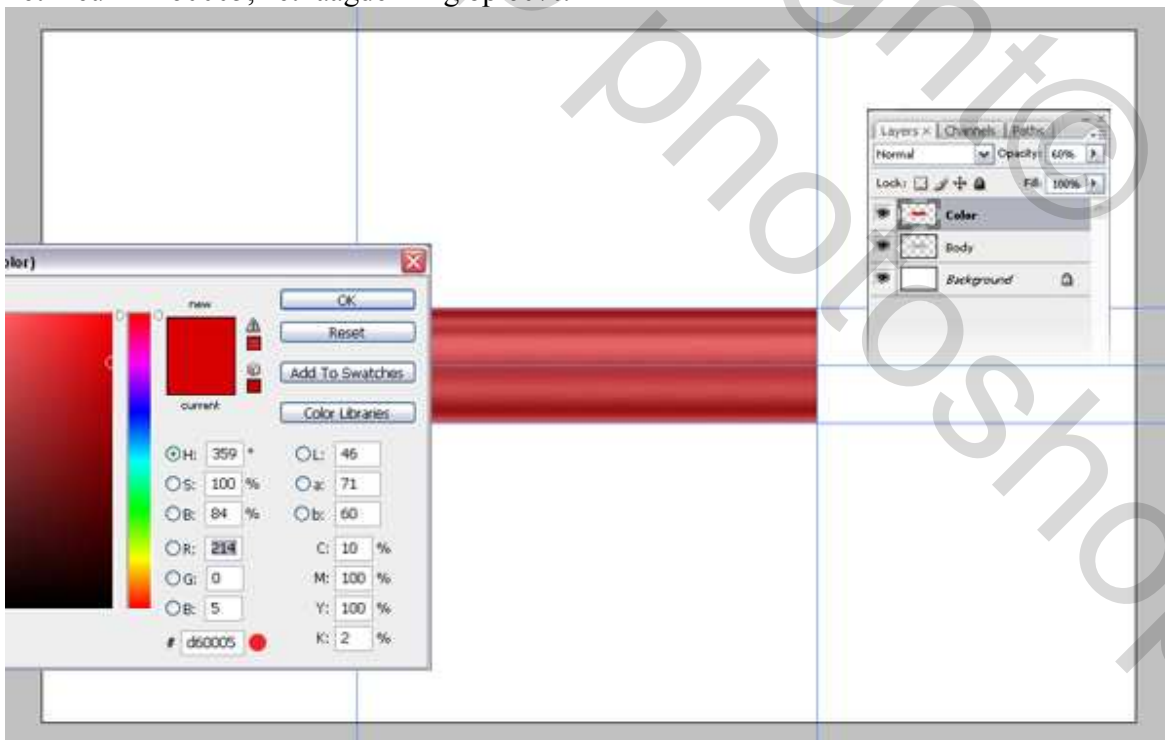 Layers × Channels Paths
Normal Opacity: 60%
Lock: Fill: 100%
Color
Body
Background
olor)
new
OK
Reset
Add To Swatches
current
Color Libraries
H: 359 °
L: 46
S: 100 %
a: 71
B: 84 %
b: 60
R: 214
C: 10 %
G: 0
M: 100 %
B: 5
Y: 100 %
# d60005
K: 2 %
photoshop